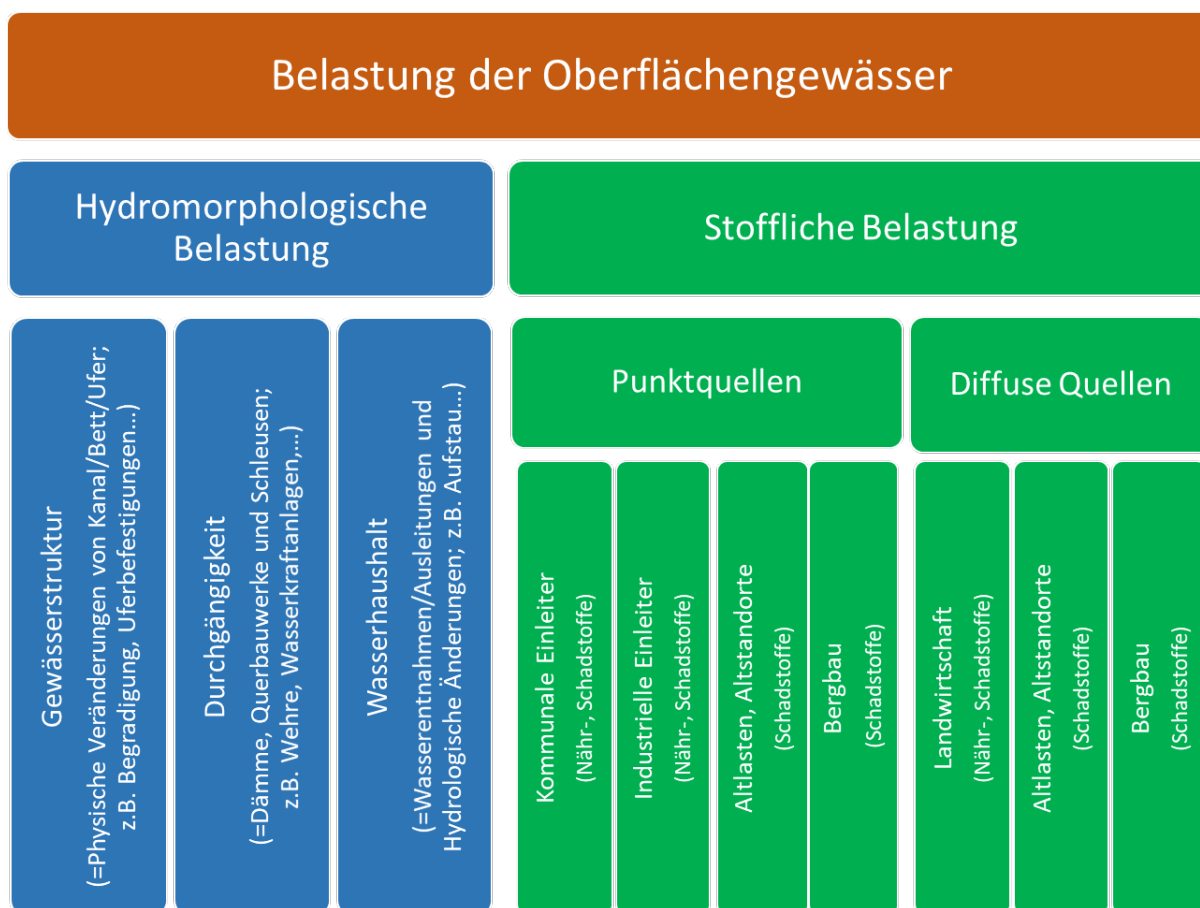 Belastung der Oberflächengewässer
Hydromorphologische
Belastung
Stoffliche Belastung
Gewässerstruktur
(=Physische Veränderungen von Kanal/Bett/Ufer;
z.B. Begradigung, Uferbefestigungen...)
Durchgängigkeit
(=Dämme, Querbauwerke und Schleusen;
z.B. Wehre, Wasserkraftanlagen,...)
Wasserhaushalt
(=Wasserentnahmen/Ausleitungen und
Hydrologische Änderungen; z.B. Aufstau...)
Punktquellen
Kommunale Einleiter
(Nähr-, Schadstoffe)
Industrielle Einleiter
(Nähr-, Schadstoffe)
Altlasten, Altstandorte
(Schadstoffe)
Bergbau
(Schadstoffe)
Diffuse Quellen
Landwirtschaft
(Nähr-, Schadstoffe)
Altlasten, Altstandorte
(Schadstoffe)
Bergbau
(Schadstoffe)